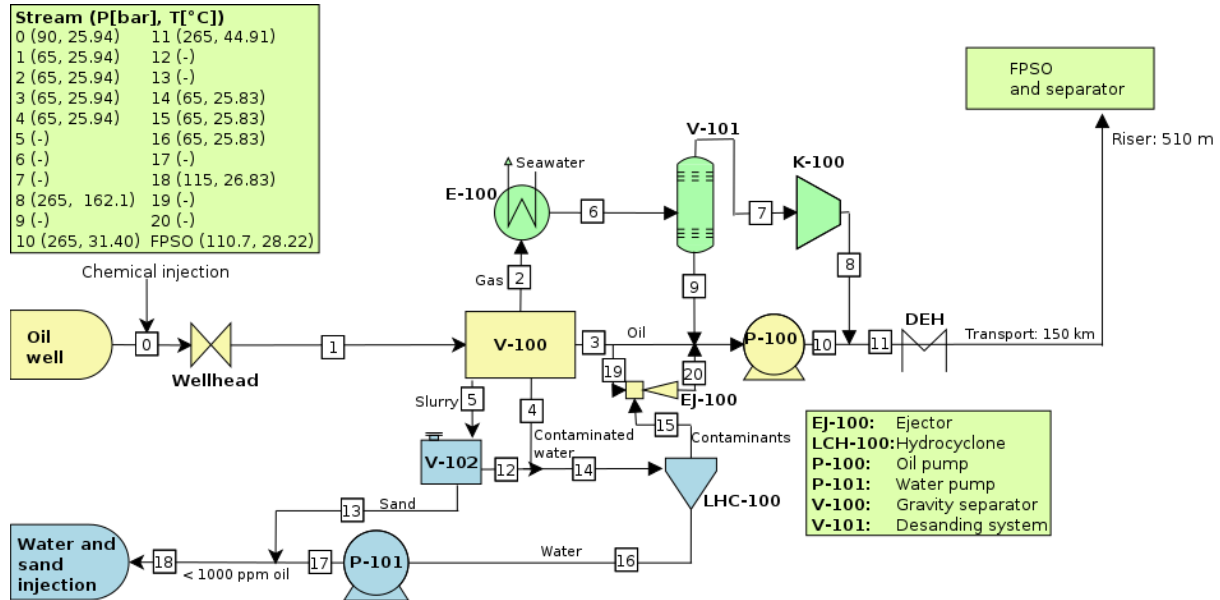 Stream (P[bar], T[°C])
0 (90, 25.94) 11 (265, 44.91)
1 (65, 25.94) 12 (-)
2 (65, 25.94) 13 (-)
3 (65, 25.94) 14 (65, 25.83)
4 (65, 25.94) 15 (65, 25.83)
5 (-) 16 (65, 25.83)
6 (-) 17 (-)
7 (-) 18 (115, 26.83)
8 (265, 162.1) 19 (-)
9 (-) 20 (-)
10 (265, 31.40) FPSO (110.7, 28.22)
FPSO
and separator
Riser: 510 m
V-101
K-100
Seawater
E-100
6
7
8
Chemical injection
Gas
2
9
Oil
well
0
Wellhead
1
V-100
3
Oil
P-100
10
11
DEH
Transport: 150 km
19
20
EJ-100
Slurry
5
4
15
Contaminated
water
Contaminants
V-102
12
14
LHC-100
EJ-100: Ejector
LCH-100: Hydrocyclone
P-100: Oil pump
P-101: Water pump
V-100: Gravity separator
V-101: Desanding system
13
Sand
Water and
sand
injection
18
< 1000 ppm oil
17
P-101
Water
16